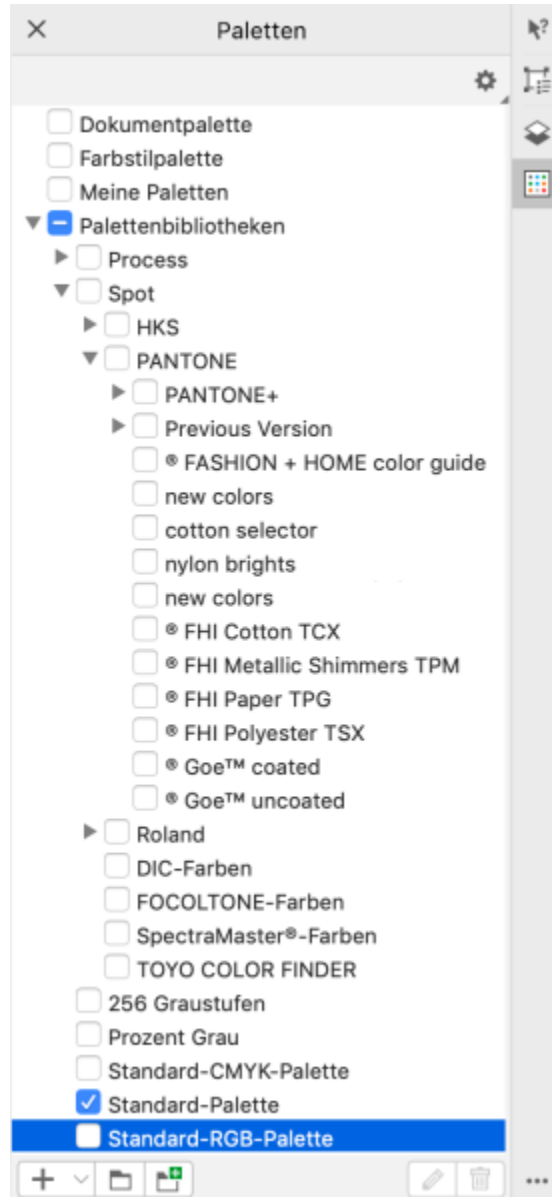 Paletten
Dokumentpalette
Farbstilpalette
Meine Paletten
Palettenbibliotheken
Process
Spot
HKS
PANTONE
PANTONE+
Previous Version
® FASHION + HOME color guide
new colors
cotton selector
nylon brights
new colors
® FHI Cotton TCX
® FHI Metallic Shimmers TPM
® FHI Paper TPG
® FHI Polyester TSX
® Goe™ coated
® Goe™ uncoated
Roland
DIC-Farben
FOCOLTONE-Farben
SpectraMaster®-Farben
TOYO COLOR FINDER
256 Graustufen
Prozent Grau
Standard-CMYK-Palette
Standard-Palette
Standard-RGB-Palette